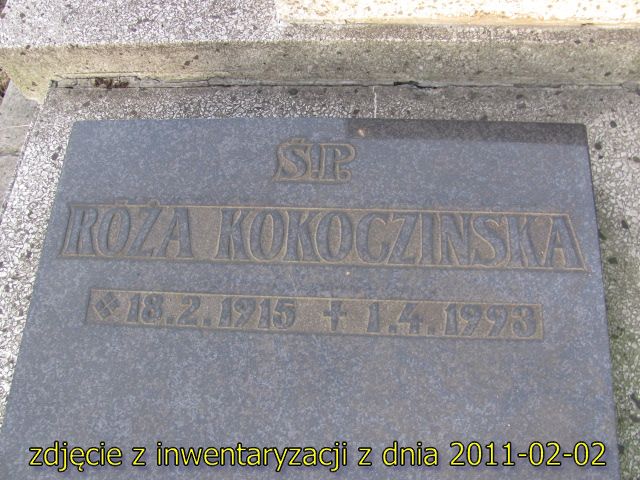 Ś.P.
RÓŻA KOKOCZIŃSKA
18.2.1915 ✝ 1.4.1993
zdjęcie z inwentaryzacji z dnia 2011-02-02